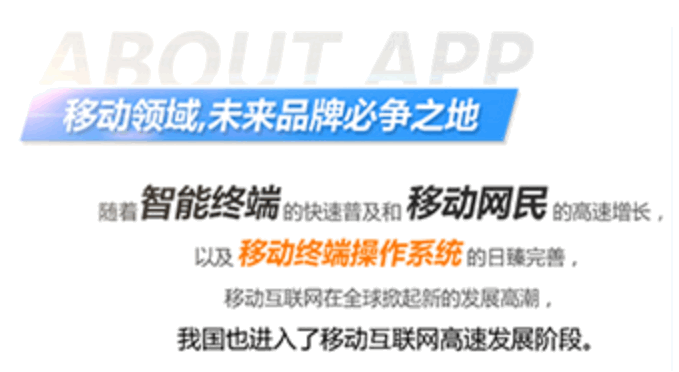 ABOUT APP
移动领域,未来品牌必争之地
随着智能终端的快速普及和移动网民的高速增长，
以及移动终端操作系统的日臻完善，
移动互联网在全球掀起新的发展高潮，
我国也进入了移动互联网高速发展阶段。